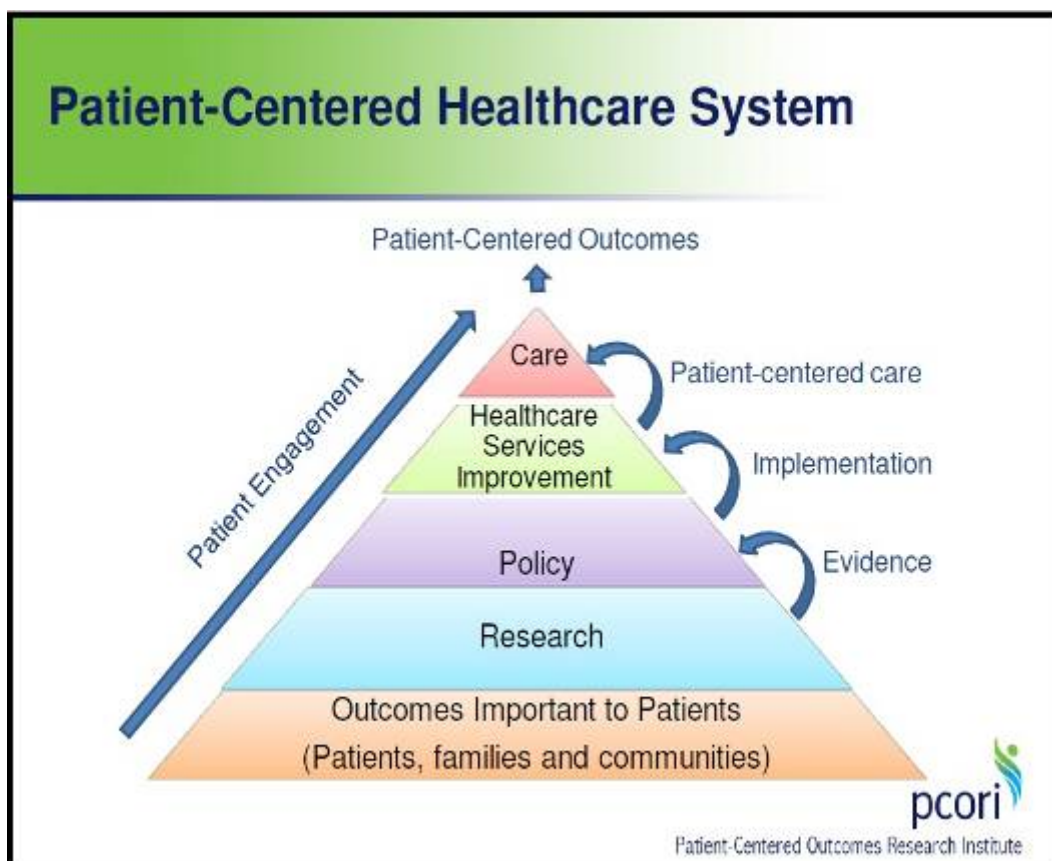 Patient-Centered Healthcare System
Patient-Centered Outcomes
Care
Patient-centered care
Healthcare
Services
Improvement
Implementation
Patient Engagement
Policy
Evidence
Research
Outcomes Important to Patients
(Patients, families and communities)
pcori
Patient-Centered Outcomes Research Institute